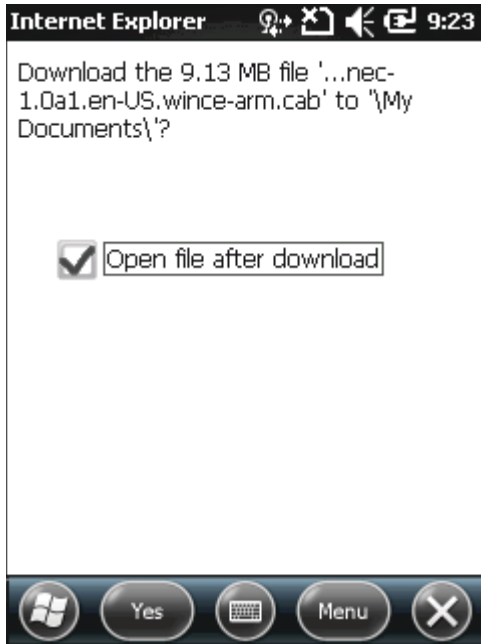 Internet Explorer 9:23
Download the 9.13 MB file '...nec-
1.0a1.en-US.wince-arm.cab' to '\My
Documents\'?
Open file after download
Yes Menu